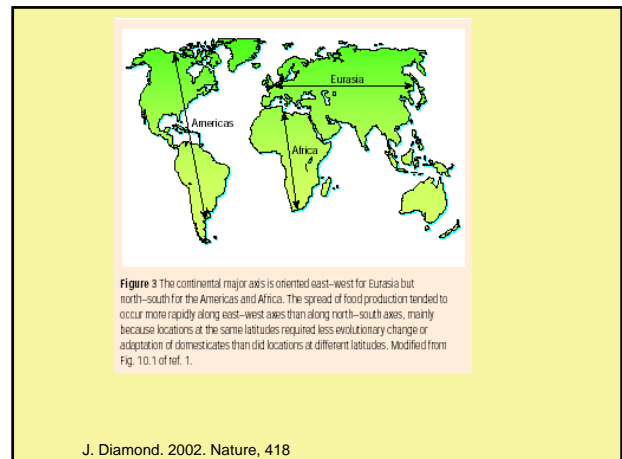 Eurasia
Americas
Africa
Figure 3 The continental major axis is oriented east–west for Eurasia but
north–south for the Americas and Africa. The spread of food production tended to
occur more rapidly along east–west axes than along north–south axes, mainly
because locations at the same latitudes required less evolutionary change or
adaptation of domesticates than did locations at different latitudes. Modified from
Fig. 10.1 of ref. 1.
J. Diamond. 2002. Nature, 418